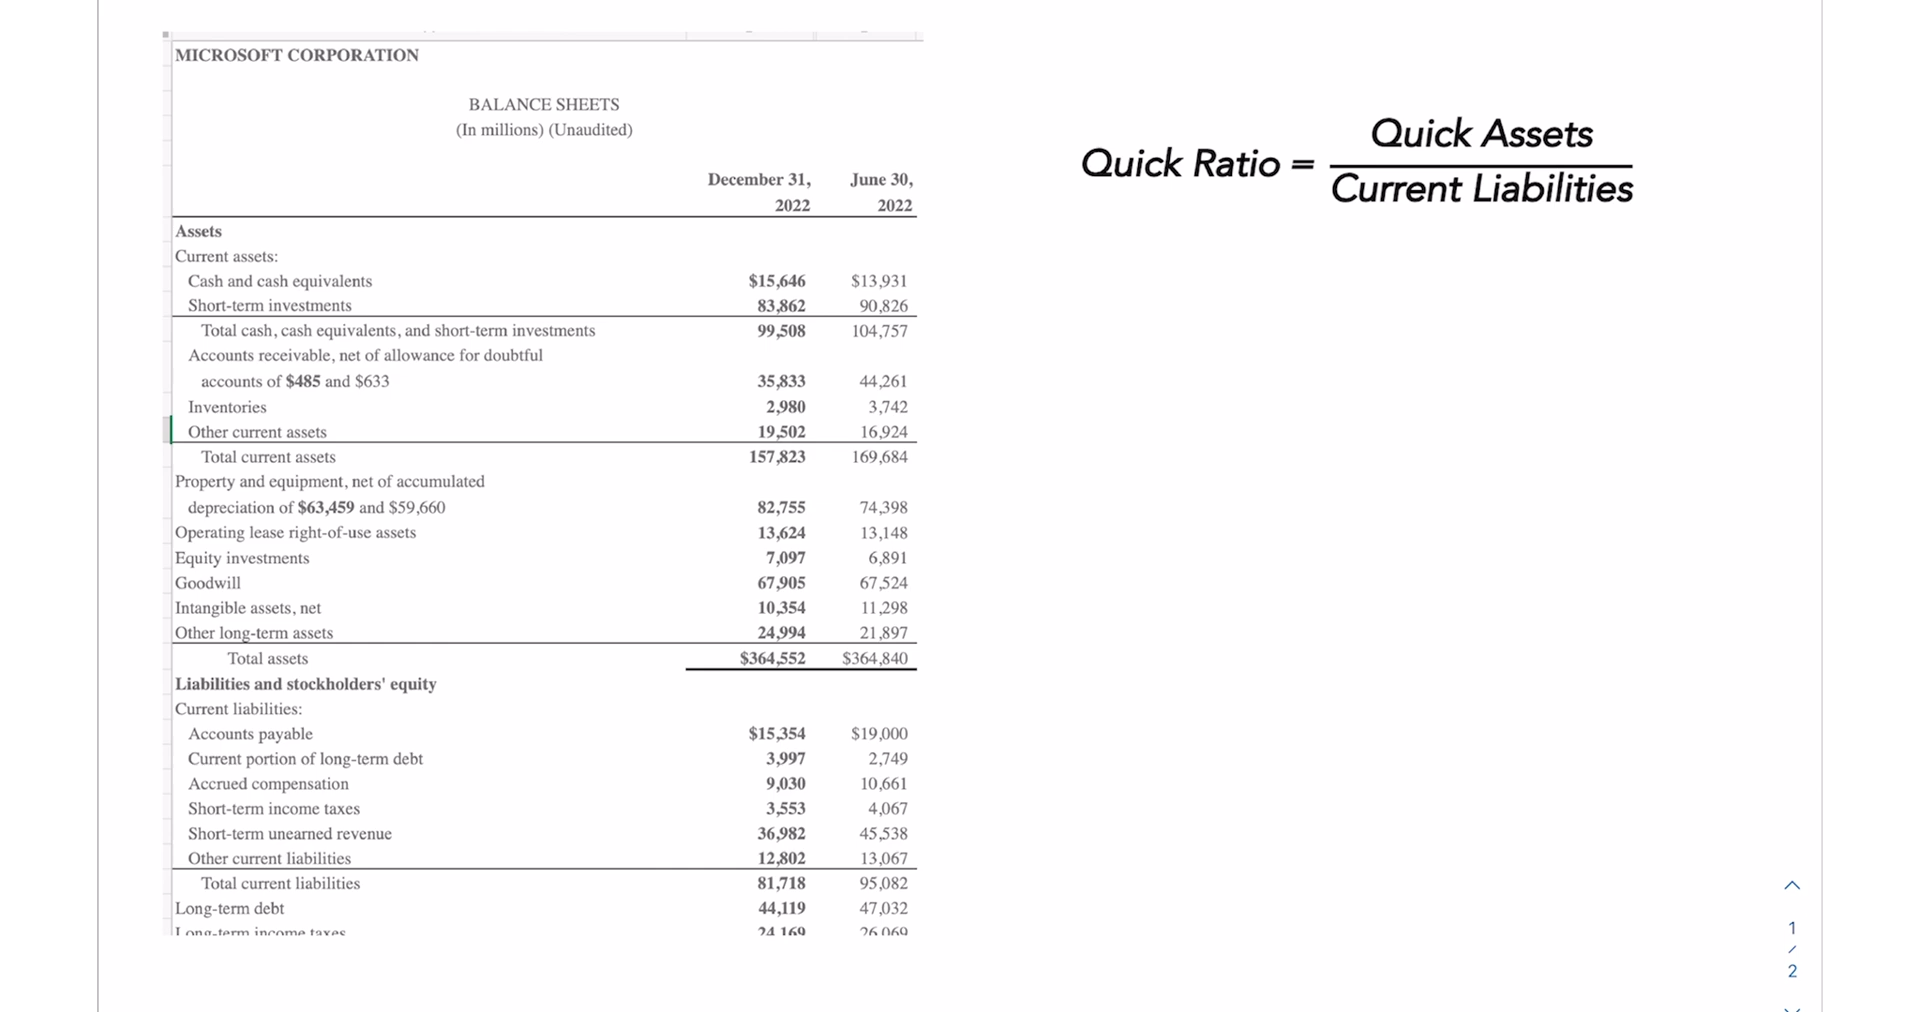 MICROSOFT CORPORATION
BALANCE SHEETS
(In millions) (Unaudited)
December 31, June 30,
2022 2022
Assets
Current assets:
Cash and cash equivalents $15,646 $13,931
Short-term investments 83,862 90,826
Total cash, cash equivalents, and short-term investments 99,508 104,757
Accounts receivable, net of allowance for doubtful
accounts of $485 and $633 35,833 44,261
Inventories 2,980 3,742
Other current assets 19,502 16,924
Total current assets 157,823 169,684
Property and equipment, net of accumulated
depreciation of $63,459 and $59,660 82,755 74,398
Operating lease right-of-use assets 13,624 13,148
Equity investments 7,097 6,891
Goodwill 67,905 67,524
Intangible assets, net 10,354 11,298
Other long-term assets 24,994 21,897
Total assets $364,552 $364,840
Liabilities and stockholders' equity
Current liabilities:
Accounts payable $15,354 $19,000
Current portion of long-term debt 3,997 2,749
Accrued compensation 9,030 10,661
Short-term income taxes 3,553 4,067
Short-term unearned revenue 36,982 45,538
Other current liabilities 12,802 13,067
Total current liabilities 81,718 95,082
Long-term debt 44,119 47,032
Long-term income taxes 24,169 26,069
Quick Assets
Quick Ratio =
Current Liabilities
1
/
2